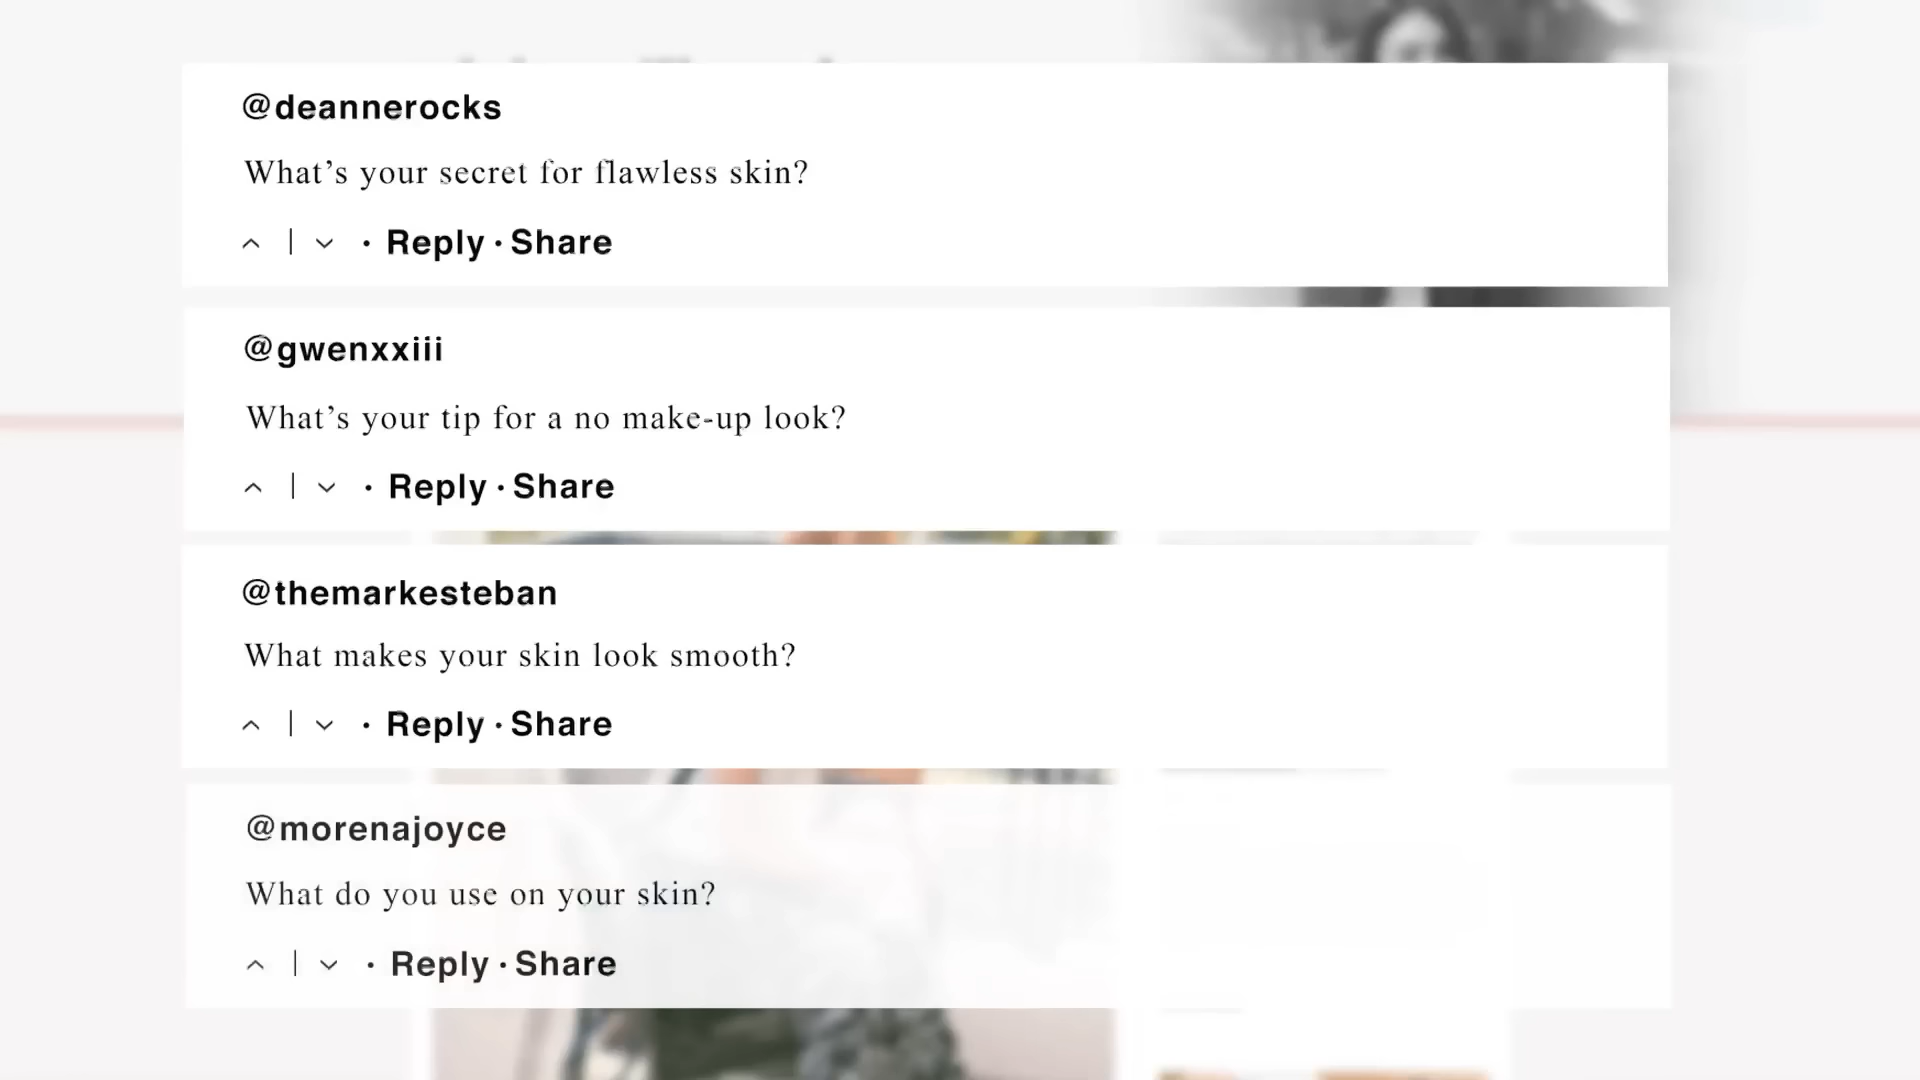 @deannerocks
What’s your secret for flawless skin?
· Reply · Share
@gwenxxiii
What’s your tip for a no make-up look?
· Reply · Share
@themarkesteban
What makes your skin look smooth?
· Reply · Share
@morenajoyce
What do you use on your skin?
· Reply · Share